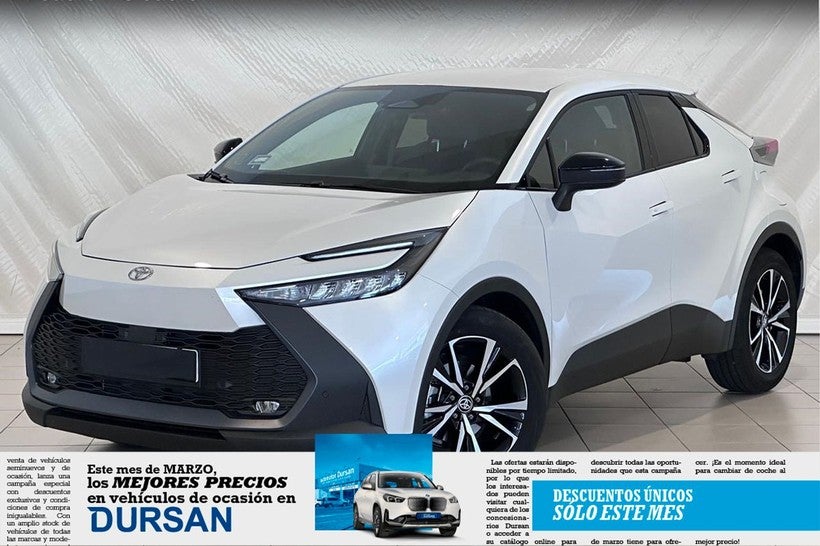 venta de vehículos
seminuevos y de
ocasión, lanza una
campaña especial
con descuentos
exclusivos y condi-
ciones de compra
inigualables. Con
un amplio stock de
vehículos de todas
las marcas y mode-
Este mes de MARZO,
los MEJORES PRECIOS
en vehículos de ocasión en
DURSAN
Dursan
Las ofertas estarán dispo-
nibles por tiempo limitado,
por lo que
los interesa-
dos pueden
visitar cual-
quiera de los
concesiona-
rios Dursan
o acceder a
su catálogo online para
descubrir todas las oportu-
nidades que esta campaña
de marzo tiene para ofre-
cer. ¡Es el momento ideal
para cambiar de coche al
mejor precio!
DESCUENTOS ÚNICOS
SÓLO ESTE MES